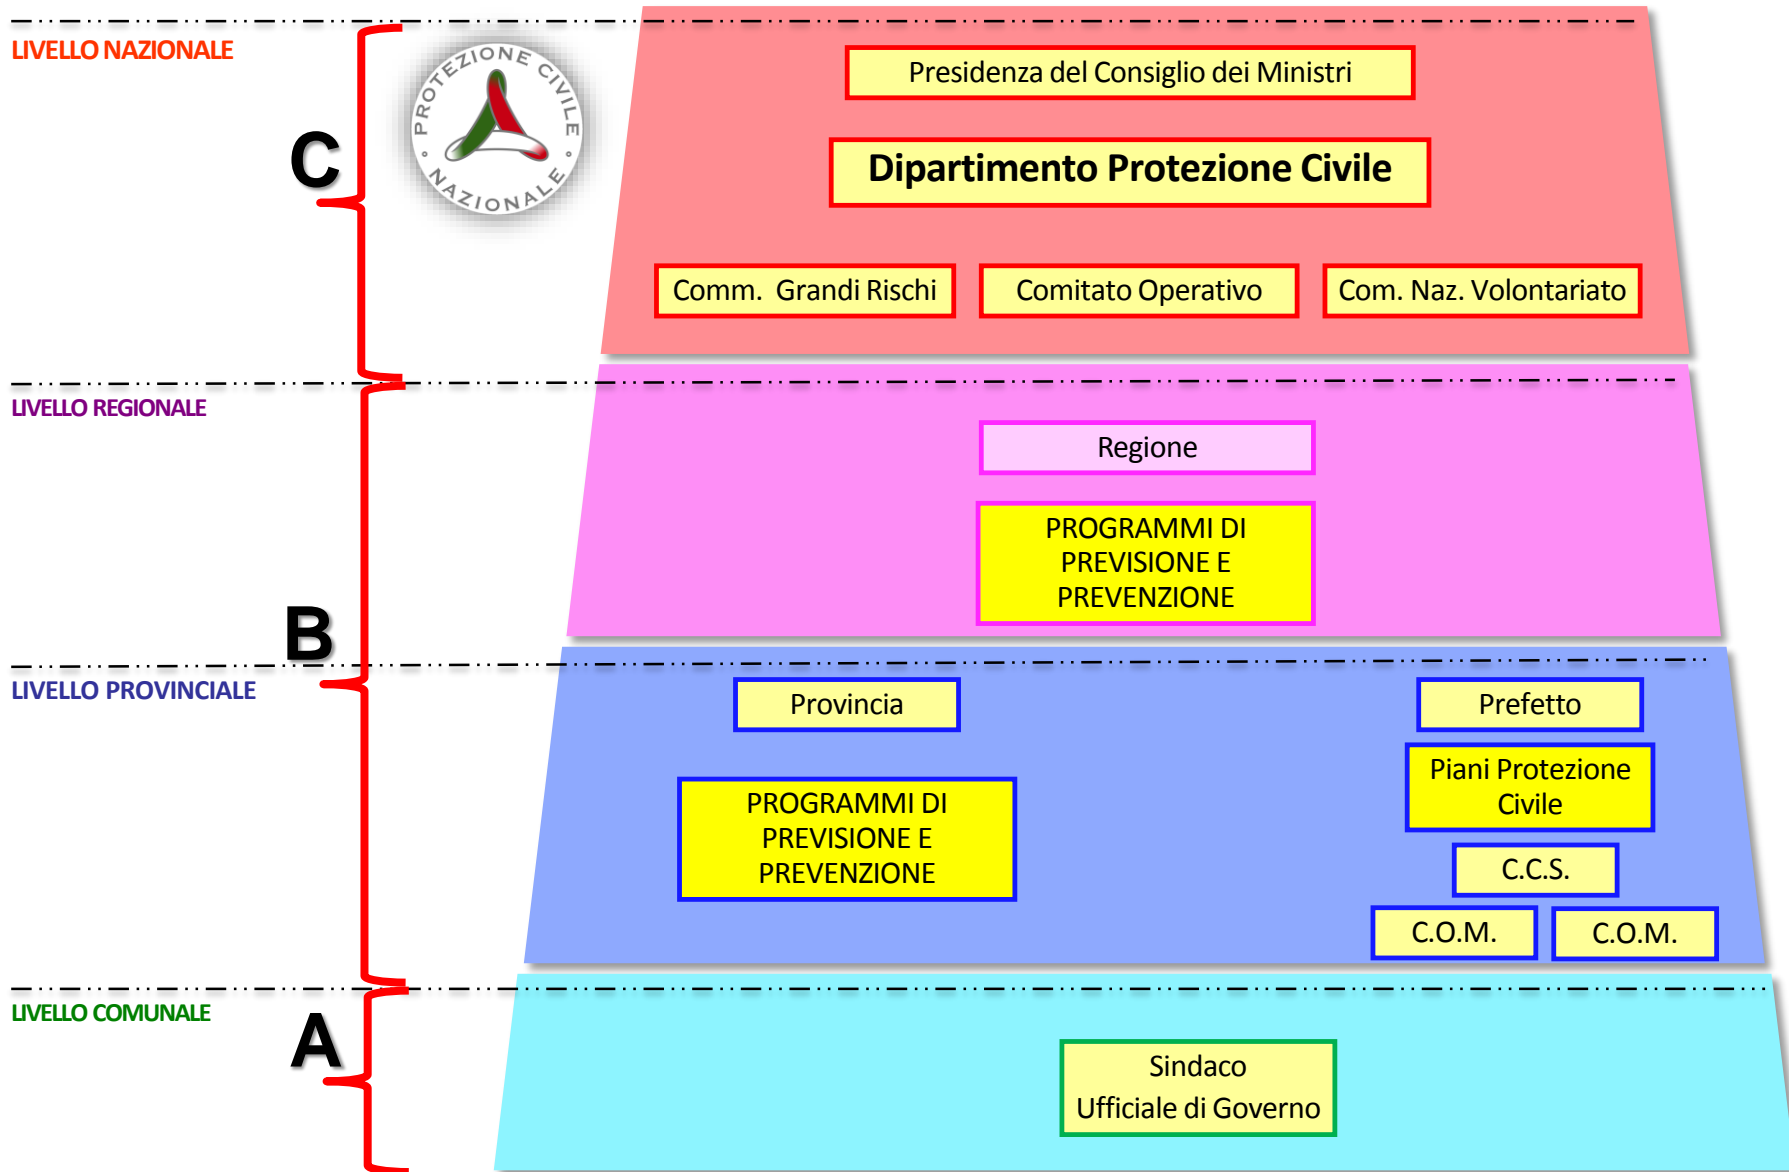 LIVELLO NAZIONALE
PROTEZIONE CIVILE
NAZIONALE
C
Presidenza del Consiglio dei Ministri
Dipartimento Protezione Civile
Comm. Grandi Rischi
Comitato Operativo
Com. Naz. Volontariato
LIVELLO REGIONALE
Regione
PROGRAMMI DI
PREVISIONE E
PREVENZIONE
B
LIVELLO PROVINCIALE
Provincia
PROGRAMMI DI
PREVISIONE E
PREVENZIONE
Prefetto
Piani Protezione
Civile
C.C.S.
C.O.M.
C.O.M.
LIVELLO COMUNALE
A
Sindaco
Ufficiale di Governo